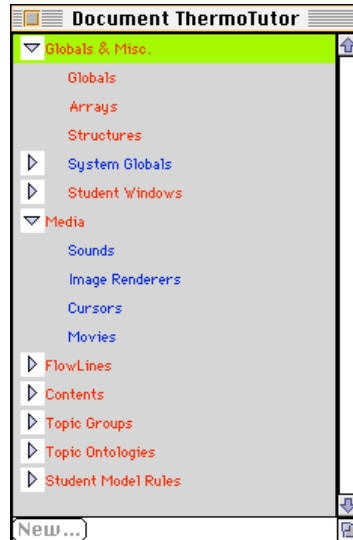 Document ThermoTutor
Globals & Misc.
Globals
Arrays
Structures
System Globals
Student Windows
Media
Sounds
Image Renderers
Cursors
Movies
FlowLines
Contents
Topic Groups
Topic Ontologies
Student Model Rules
New...